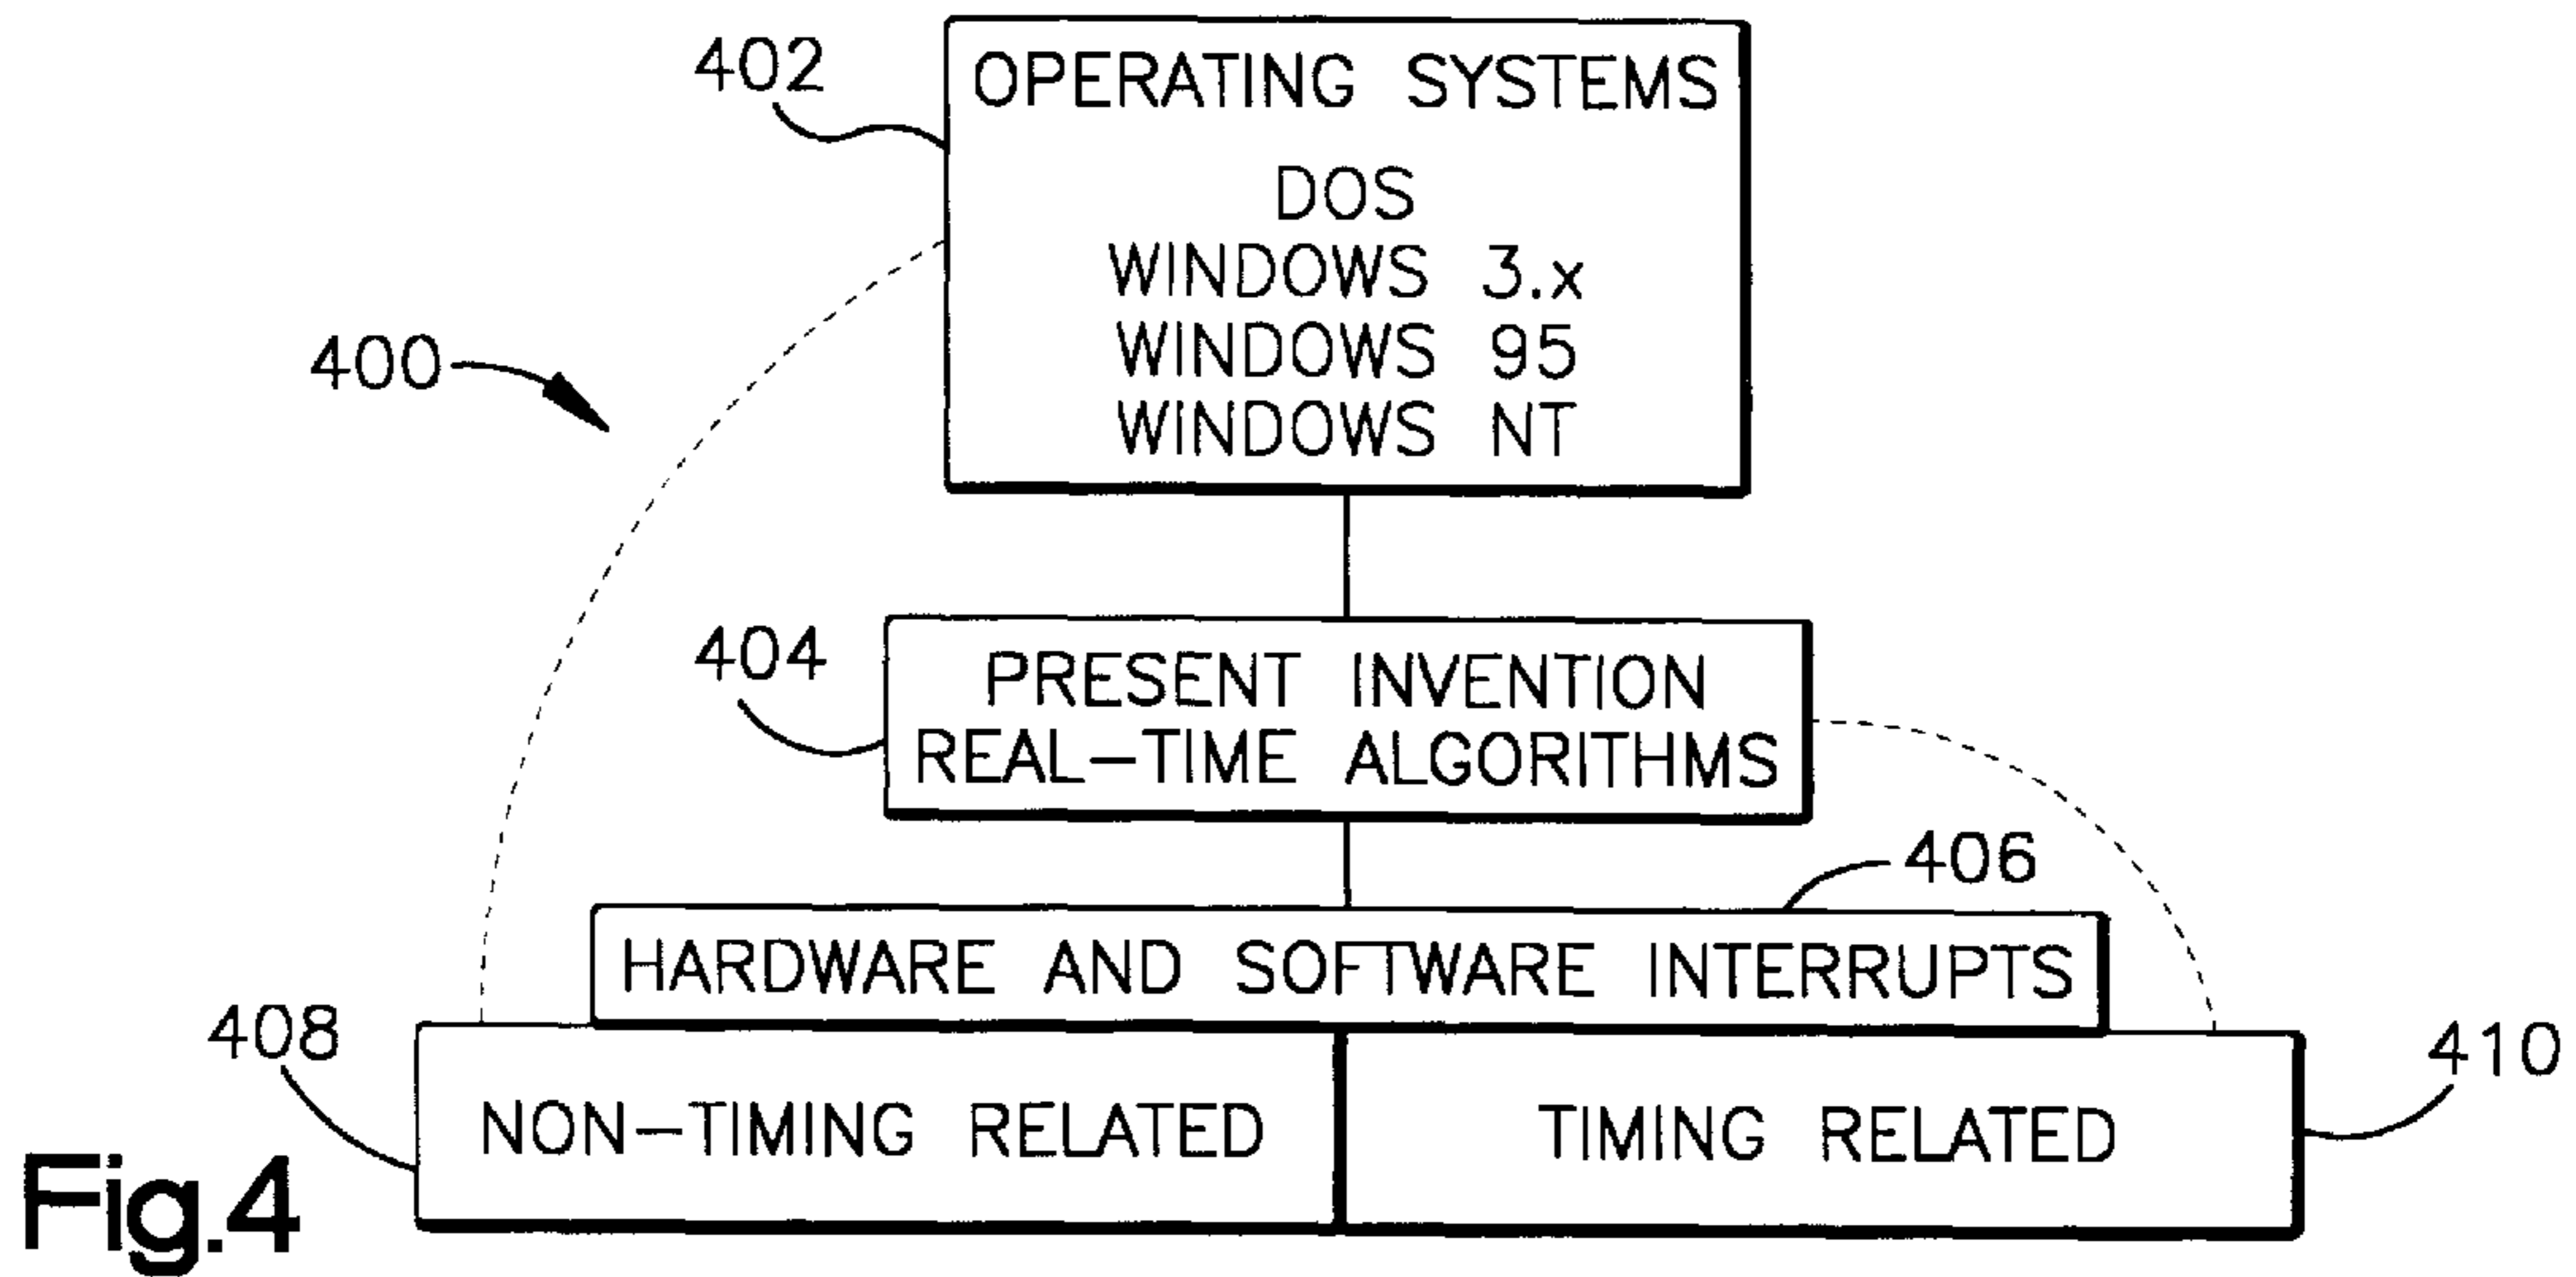 402
OPERATING SYSTEMS
DOS
WINDOWS 3.x
WINDOWS 95
WINDOWS NT
400
404
PRESENT INVENTION
REAL-TIME ALGORITHMS
406
HARDWARE AND SOFTWARE INTERRUPTS
408
NON-TIMING RELATED
TIMING RELATED
410
Fig.4